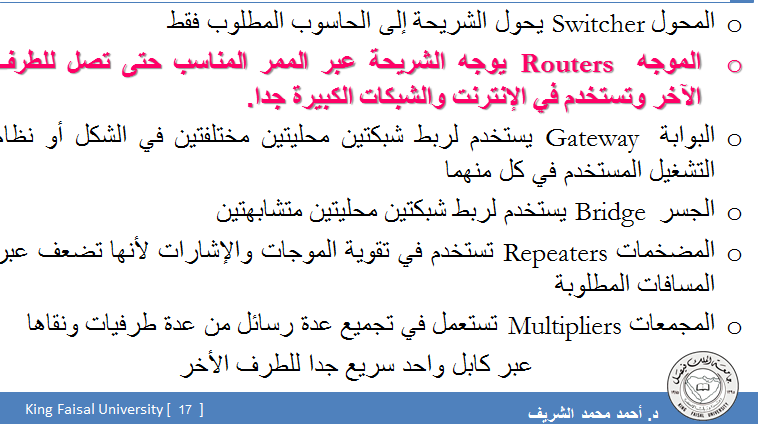 المحول Switcher يحول الشريحة إلى الحاسوب المطلوب فقط
الموجه Routers يوجه الشريحة عبر الممر المناسب حتى تصل للطرف
الآخر وتستخدم في الإنترنت والشبكات الكبيرة جدا.
البوابة Gateway يستخدم لربط شبكتين محليتين مختلفتين في الشكل أو نظا
التشغيل المستخدم في كل منهما
الجسر Bridge يستخدم لربط شبكتين محليتين متشابهتين
المضخمات Repeaters تستخدم في تقوية الموجات والإشارات لأنها تضعف عبر
المسافات المطلوبة
المجمعات Multipliers تستعمل في تجميع عدة رسائل من عدة طرفيات ونقاها
عبر كابل واحد سريع جدا للطرف الأخر
King Faisal University [ 17 ]
د. أحمد محمد الشريف
KING FAISAL UNIVERSITY